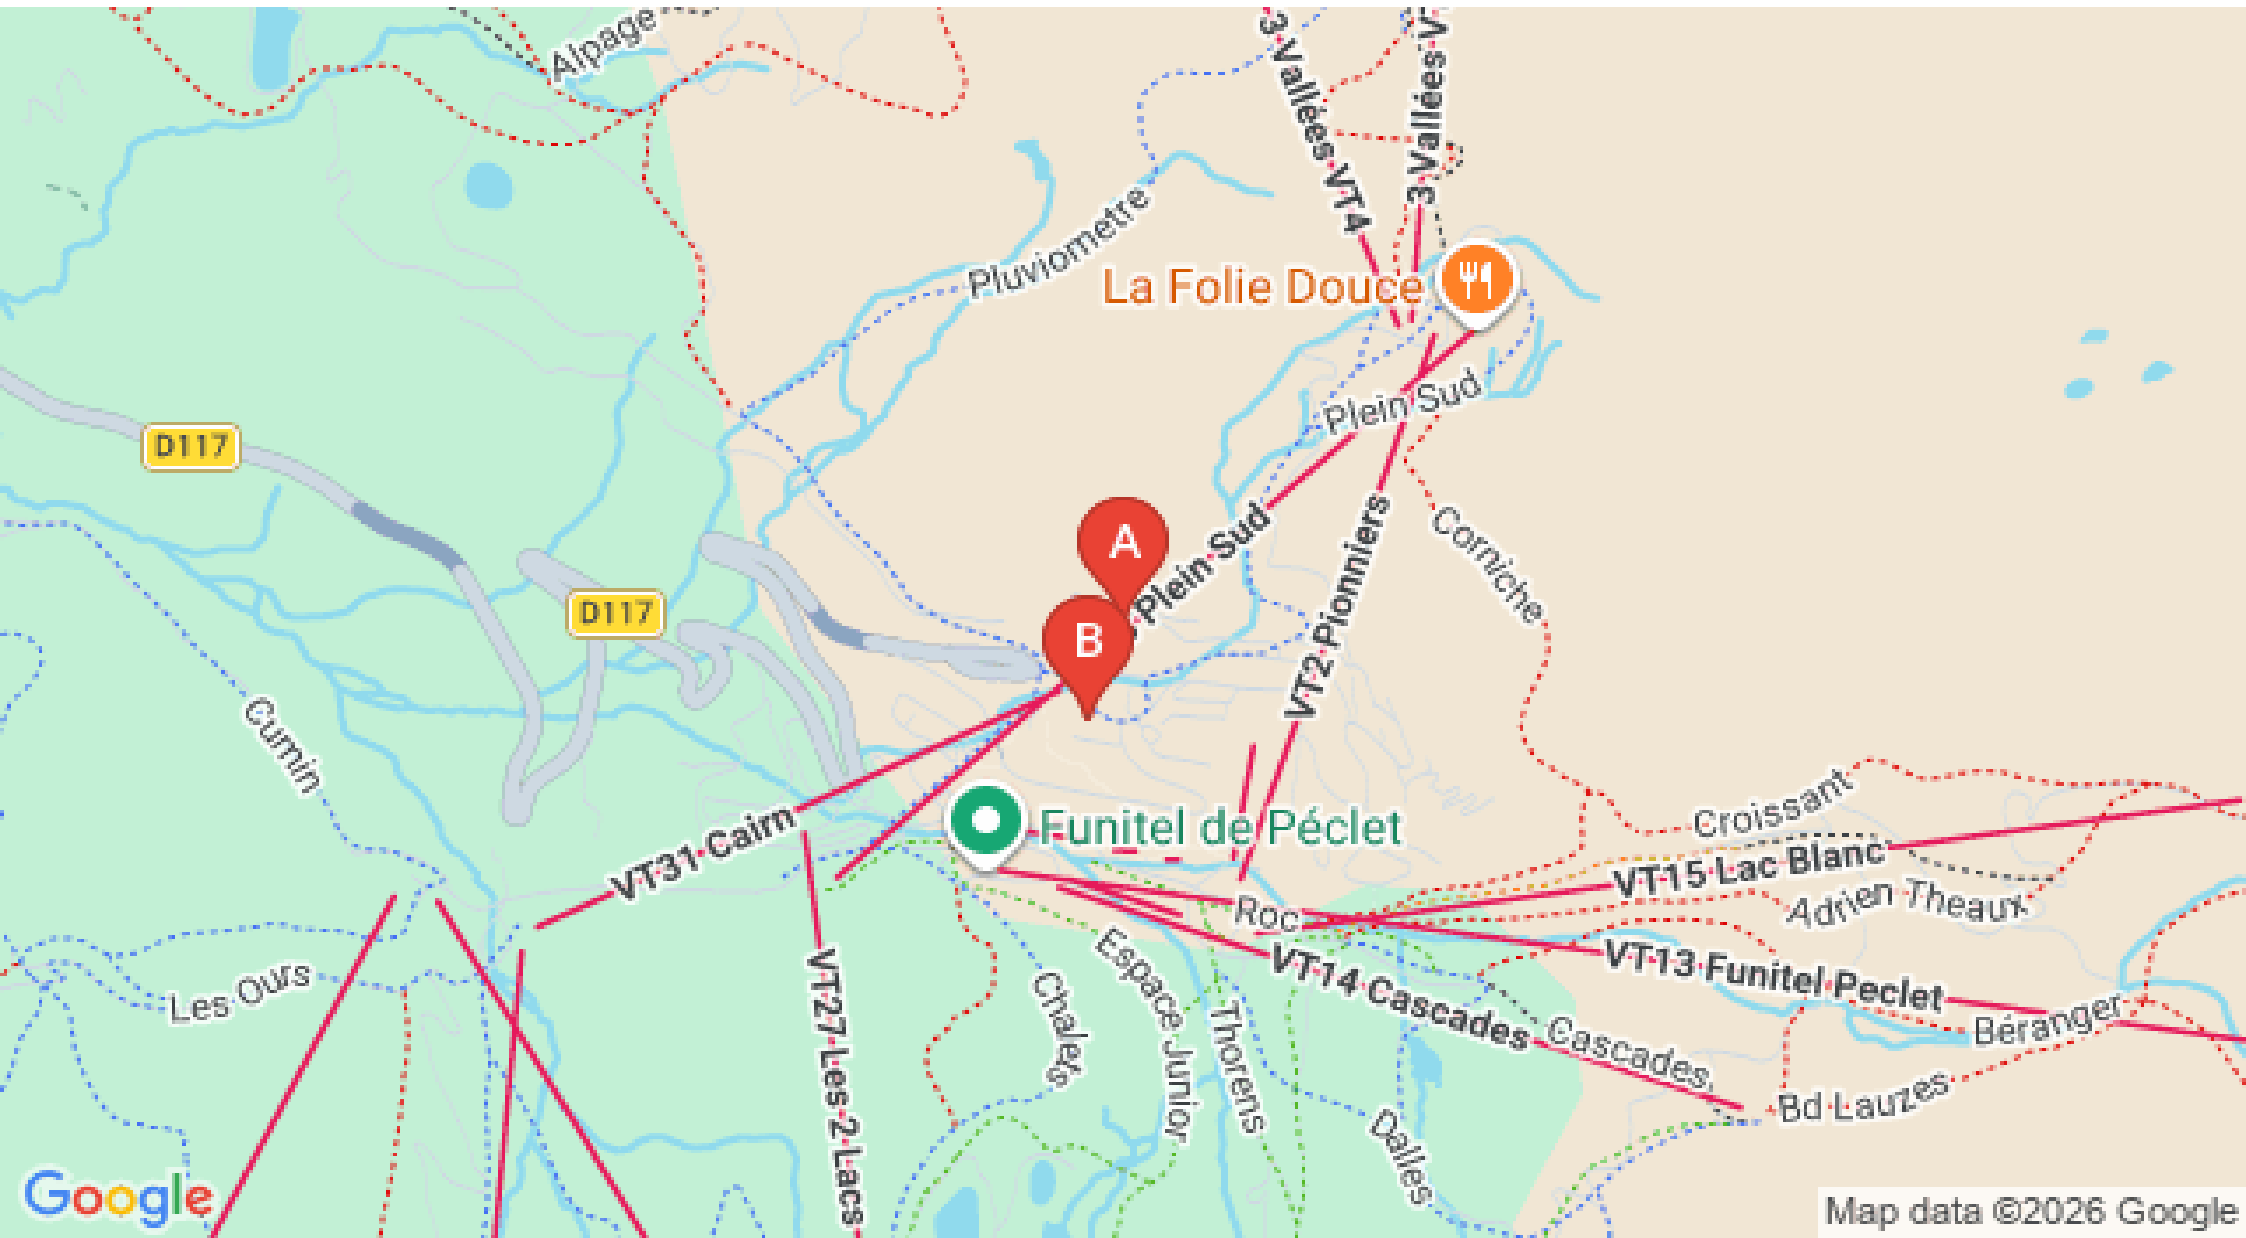 Alpage
3 Vallées VT4
3 Vallées V
Pluviometre
La Folie Douce
Plein Sud
D117
Corniche
A
Plein Sud
VT2 Pionniers
D117
B
Cumin
Croissant
Funitel de Péclet
VT31 Cairn
VT15 Lac Blanc
Adrien Theaux
Roc
VT13 Funitel Peclet
VT14 Cascades
Espace Junior
Les Ours
Chalets
VT27 Les 2 Lacs
Thorens
Cascades
Béranger
Bd Lauzes
Dalles
Google
Map data ©2026 Google